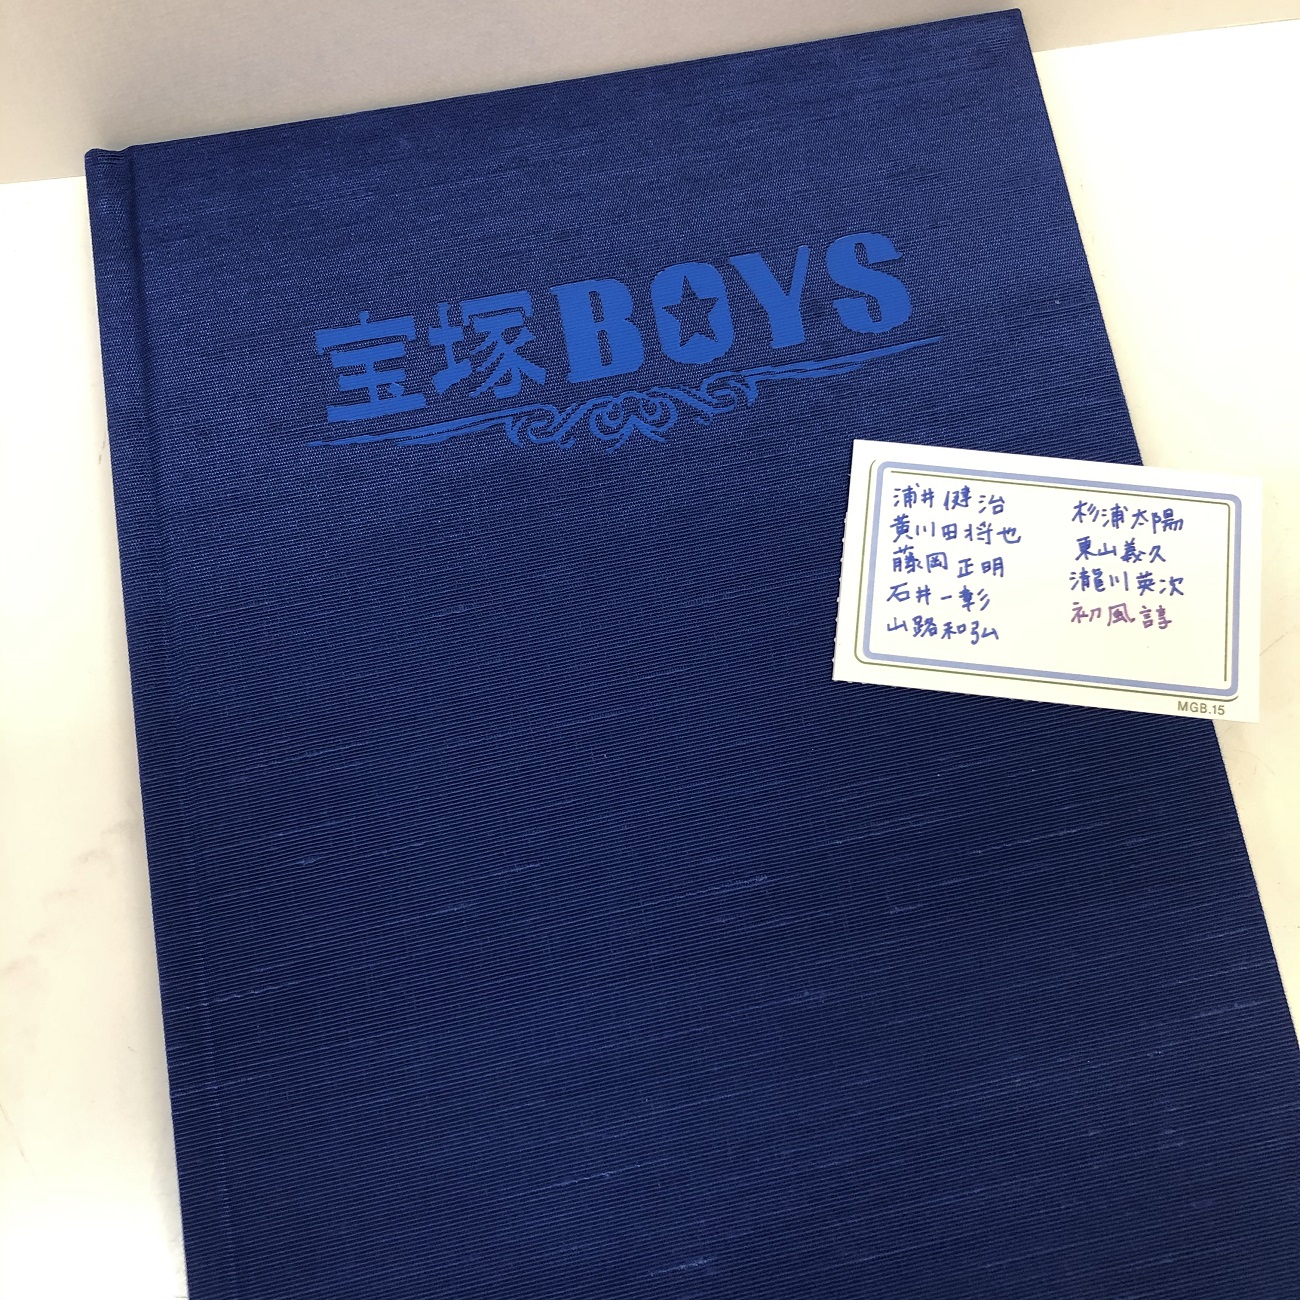 宝塚BOYS
浦井健治
黄川田将也
藤岡正明
石井一彰
山路和弘
杉浦太陽
東山義久
瀧川英次
初風諄
MGB.15